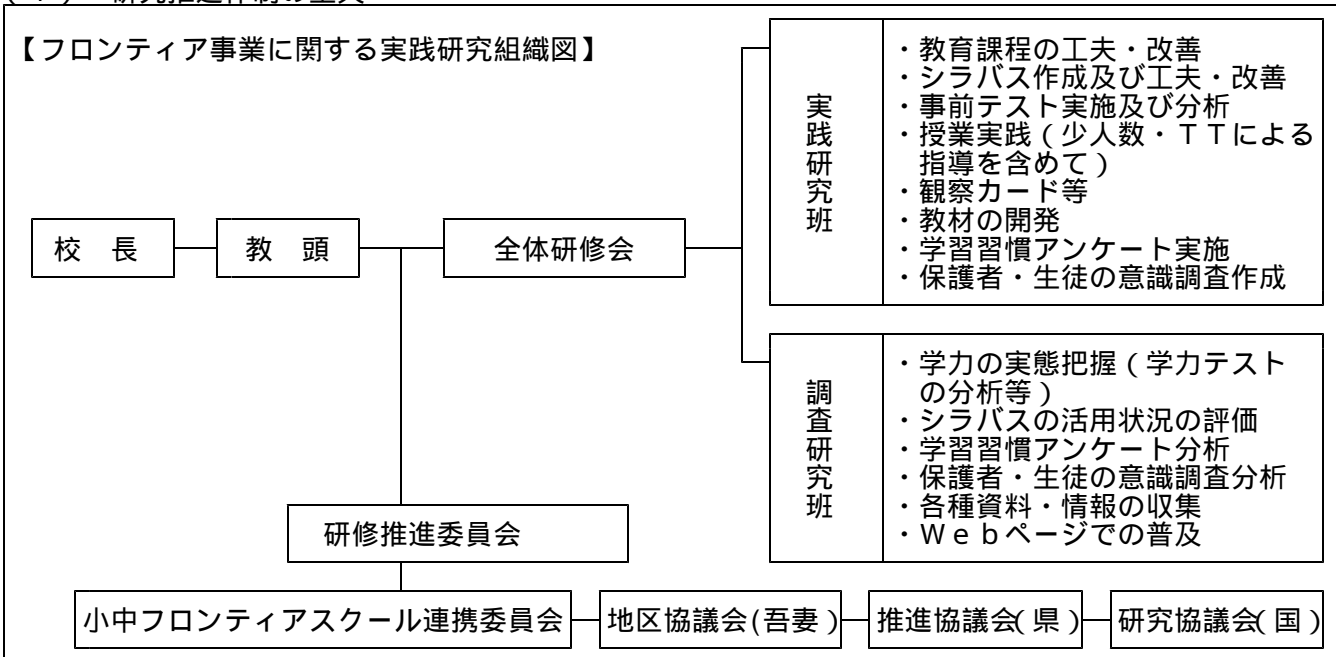 【フロンティア事業に関する実践研究組織図】
実践研究班
・教育課程の工夫・改善
・シラバス作成及び工夫・改善
・事前テスト実施及び分析
・授業実践(少人数・TTによる
指導を含めて)
・観察カード等
・教材の開発
・学習習慣アンケート実施
・保護者・生徒の意識調査作成
校 長
教 頭
全体研修会
調査研究班
・学力の実態把握(学力テスト
の分析等)
・シラバスの活用状況の評価
・学習習慣アンケート分析
・保護者・生徒の意識調査分析
・各種資料・情報の収集
・Webページでの普及
研修推進委員会
小中フロンティアスクール連携委員会
地区協議会(吾妻)
推進協議会(県)
研究協議会(国)